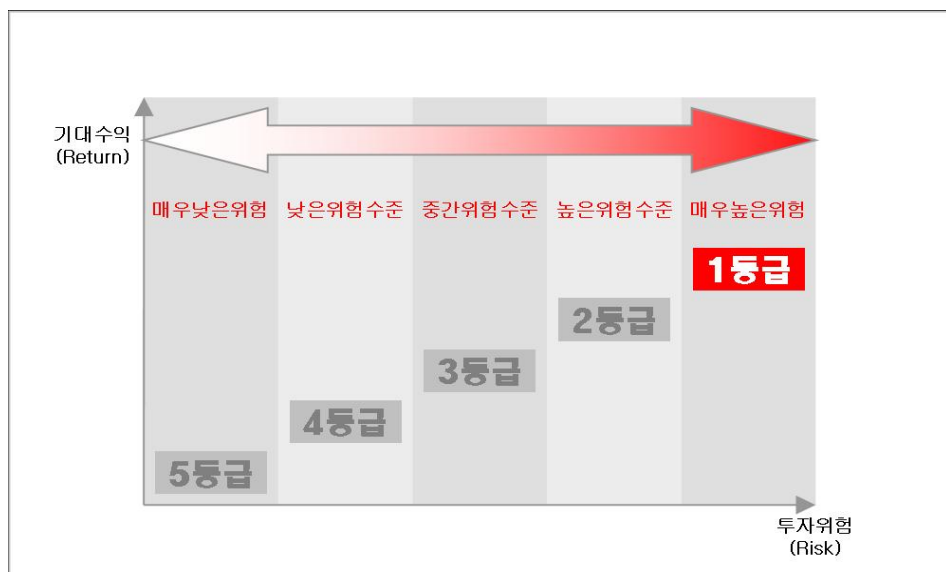 기대수익
(Return)
매우낮은위험 낮은위험수준 중간위험수준 높은위험수준 매우높은위험
1등급
2등급
3등급
4등급
5등급
투자위험
(Risk)